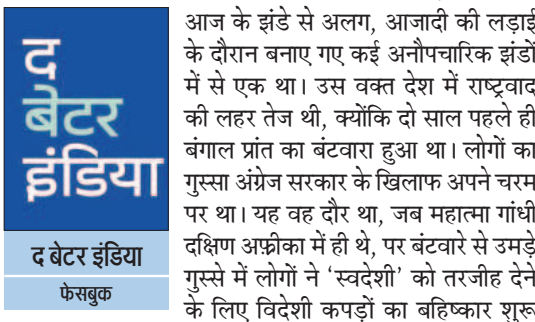 द
बेटर
इंडिया
द बेटर इंडिया
फेसबुक
आज के झंडे से अलग, आजादी की लड़ाई
के दौरान बनाए गए कई अनौपचारिक झंडों
में से एक था। उस वक्त देश में राष्ट्रवाद
की लहर तेज थी, क्योंकि दो साल पहले ही
बंगाल प्रांत का बंटवारा हुआ था। लोगों का
गुस्सा अंग्रेज सरकार के खिलाफ अपने चरम
पर था। यह वह दौर था, जब महात्मा गांधी
दक्षिण अफ्रीका में ही थे, पर बंटवारे से उमड़े
गुस्से में लोगों ने ‘स्वदेशी’ को तरजीह देने
के लिए विदेशी कपड़ों का बहिष्कार शुरू